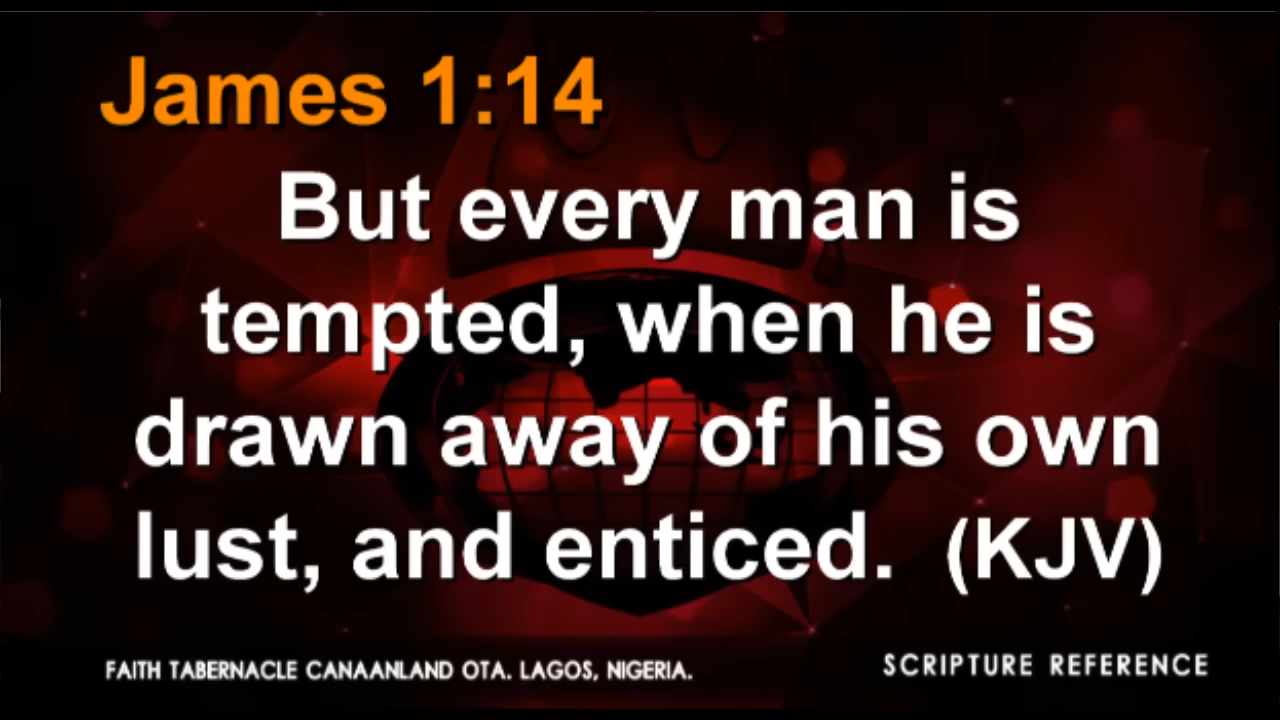 James 1:14
But every man is
tempted, when he is
drawn away of his own
lust, and enticed.  (KJV)
FAITH TABERNACLE CANAANLAND OTA. LAGOS, NIGERIA.
SCRIPTURE REFERENCE